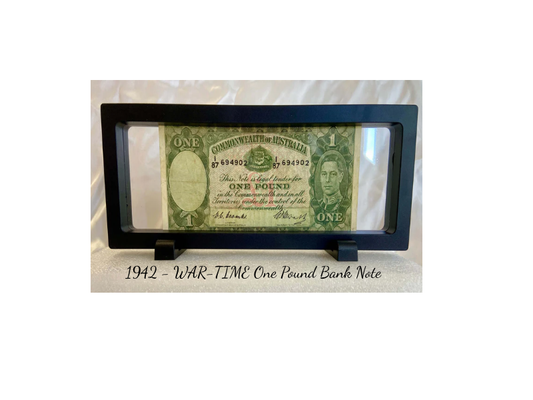 ONE
1
COMMONWEALTH OF AUSTRALIA
I/87 694902 I/87 694902
This Note is legal tender for
ONE POUND
in the Commonwealth and in all
Territories under the control of the
Commonwealth
1
ONE
1942 - WAR-TIME One Pound Bank Note